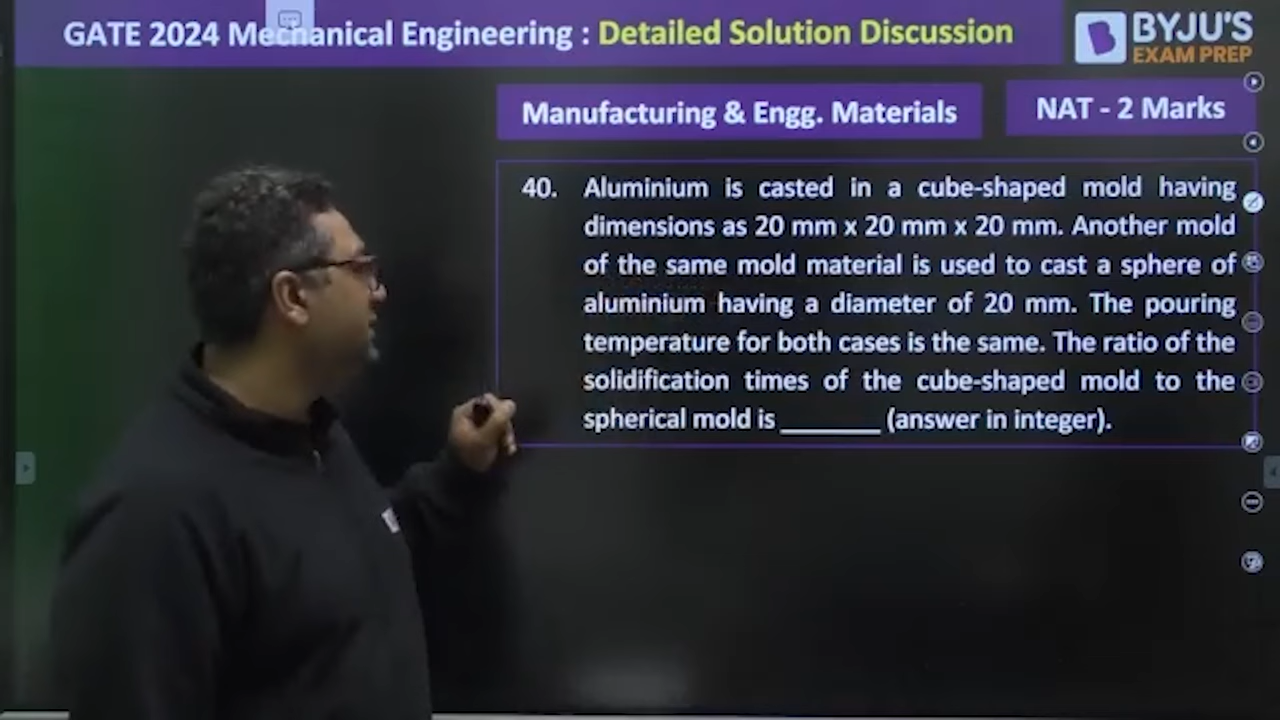 GATE 2024 Mechanical Engineering : Detailed Solution Discussion
BYJU'S
EXAM PREP
Manufacturing & Engg. Materials
NAT - 2 Marks
40. Aluminium is casted in a cube-shaped mold having
dimensions as 20 mm x 20 mm x 20 mm. Another mold
of the same mold material is used to cast a sphere of
aluminium having a diameter of 20 mm. The pouring
temperature for both cases is the same. The ratio of the
solidification times of the cube-shaped mold to the
spherical mold is _______ (answer in integer).